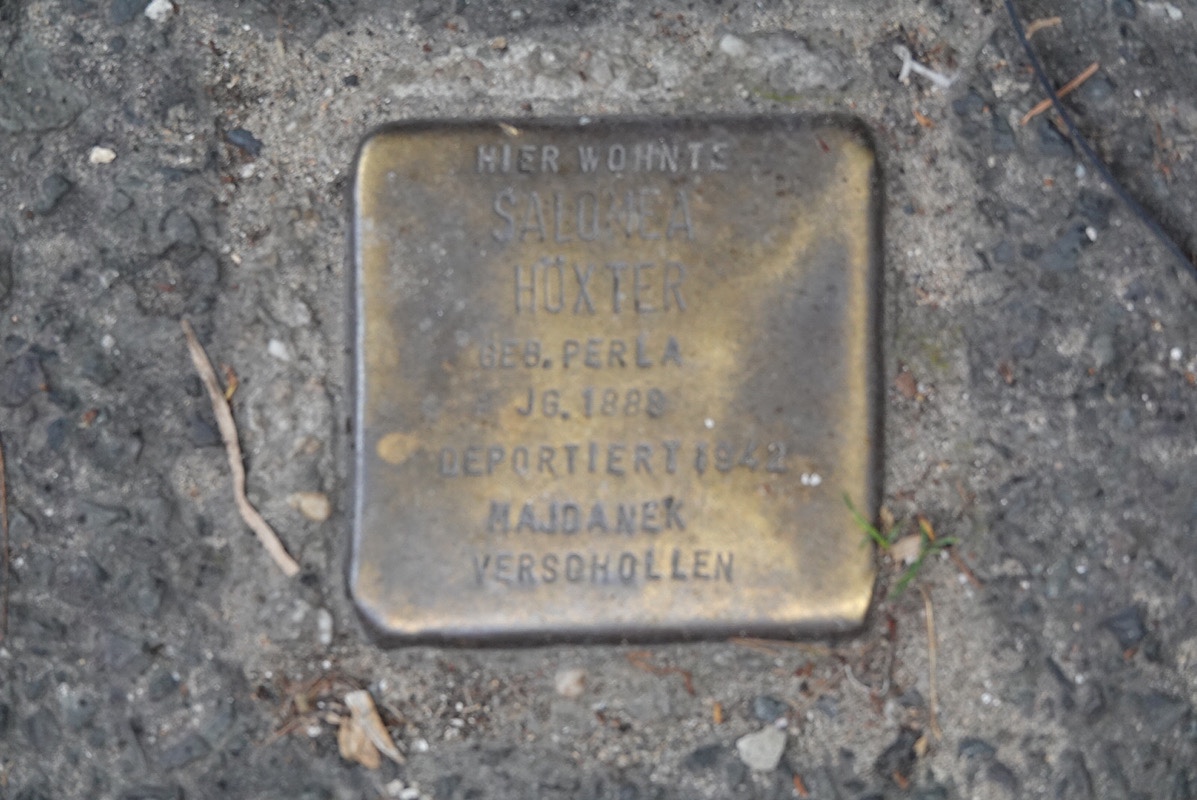 HIER WOHNTE
SALOMEA
HÖXTER
GEB. PERLA
JG. 1888
DEPORTIERT 1942
MAJDANEK
VERSCHOLLEN